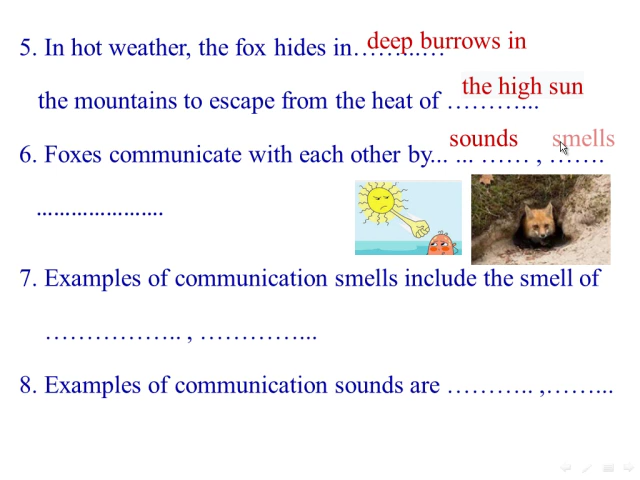 5. In hot weather, the fox hides in……..…deep burrows in
the mountains to escape from the heat of ………... the high sun
6. Foxes communicate with each other by... ... …… , ……. sounds smells
………………….
7. Examples of communication smells include the smell of
…………….. , …………...
8. Examples of communication sounds are ……….. ,……...